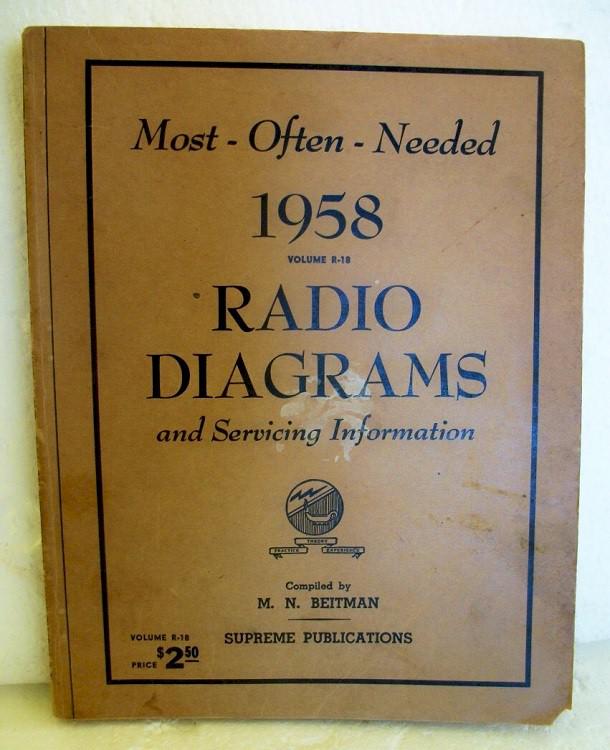 Most - Often - Needed
1958
VOLUME R-18
RADIO
DIAGRAMS
and Servicing Information
THEORY
PRACTICE EXPERIENCE
Compiled by
M. N. BEITMAN
SUPREME PUBLICATIONS
VOLUME R-18
PRICE $2.50